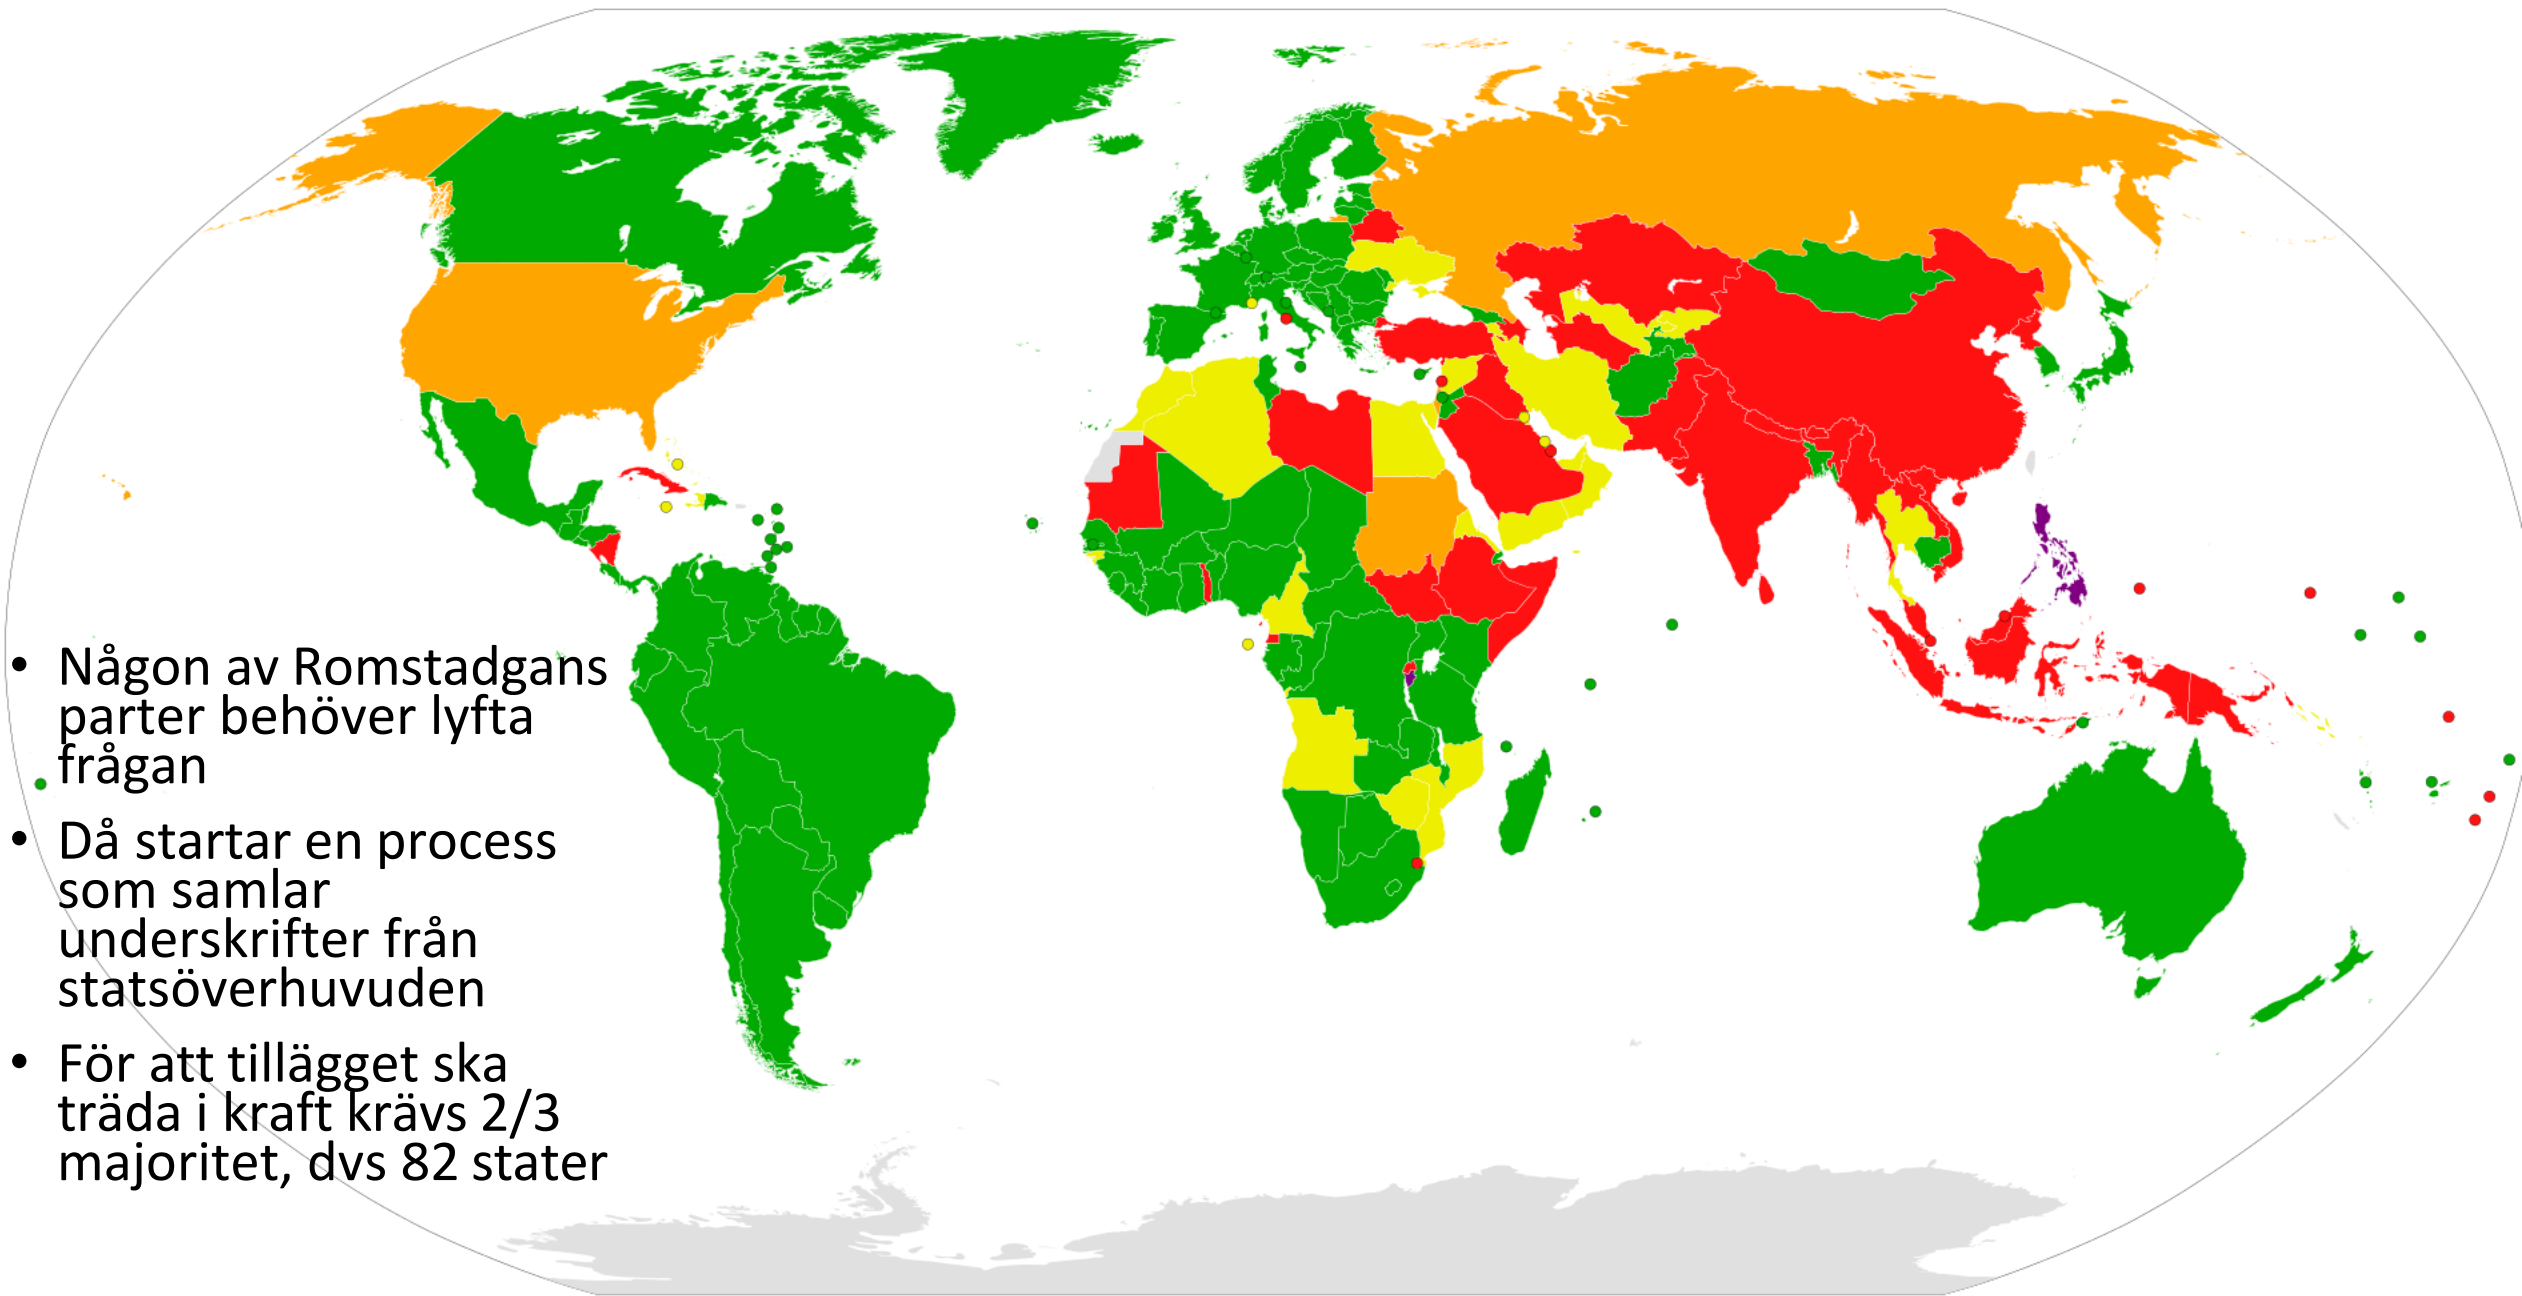 • Någon av Romstadgans
parter behöver lyfta
frågan
• Då startar en process
som samlar
underskrifter från
statsöverhuvuden
• För att tillägget ska
träda i kraft krävs 2/3
majoritet, dvs 82 stater